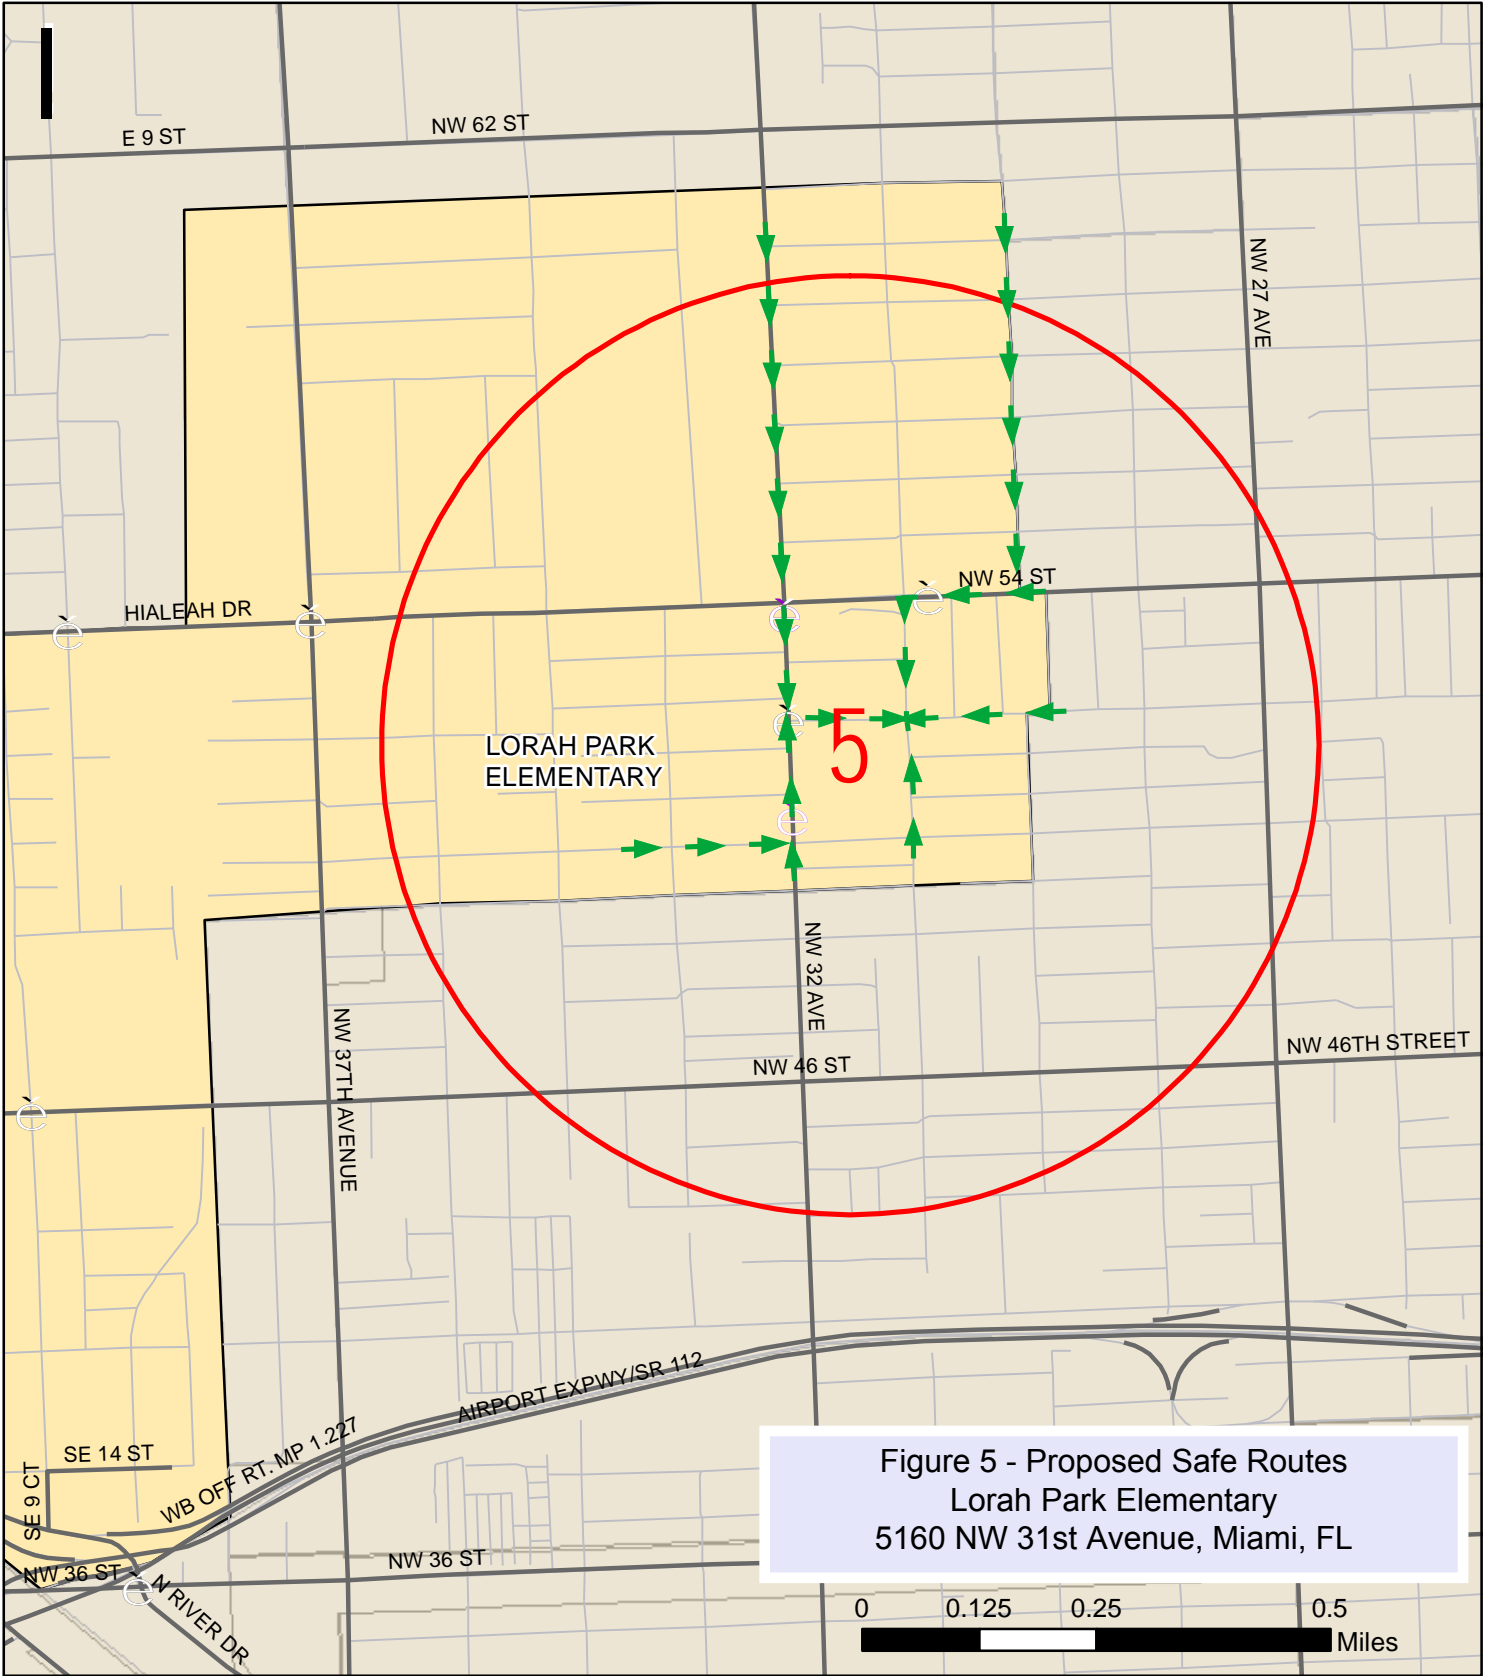 E 9 ST
NW 62 ST
NW 27 AVE
NW 54 ST
HIALEAH DR
5
LORAH PARK
ELEMENTARY
NW 32 AVE
NW 37TH AVENUE
NW 46 ST
NW 46TH STREET
AIRPORT EXPWY/SR 112
WB OFF RT. MP 1.227
SE 14 ST
SE 9 CT
NW 36 ST
NW 36 ST
N RIVER DR
Figure 5 - Proposed Safe Routes
Lorah Park Elementary
5160 NW 31st Avenue, Miami, FL
0 0.125 0.25 0.5
Miles